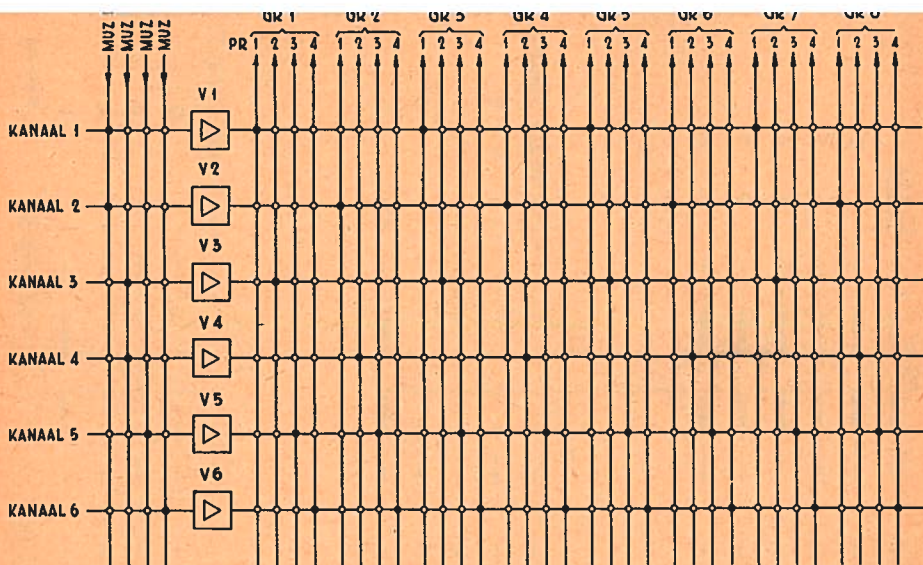 MUZ MUZ MUZ MUZ
GR 1 GR 2 GR 3 GR 4 GR 5 GR 6 GR 7 GR 8
PR 1 2 3 4 1 2 3 4 1 2 3 4 1 2 3 4 1 2 3 4 1 2 3 4 1 2 3 4 1 2 3 4
V1
KANAAL 1
V2
KANAAL 2
V3
KANAAL 3
V4
KANAAL 4
V5
KANAAL 5
V6
KANAAL 6